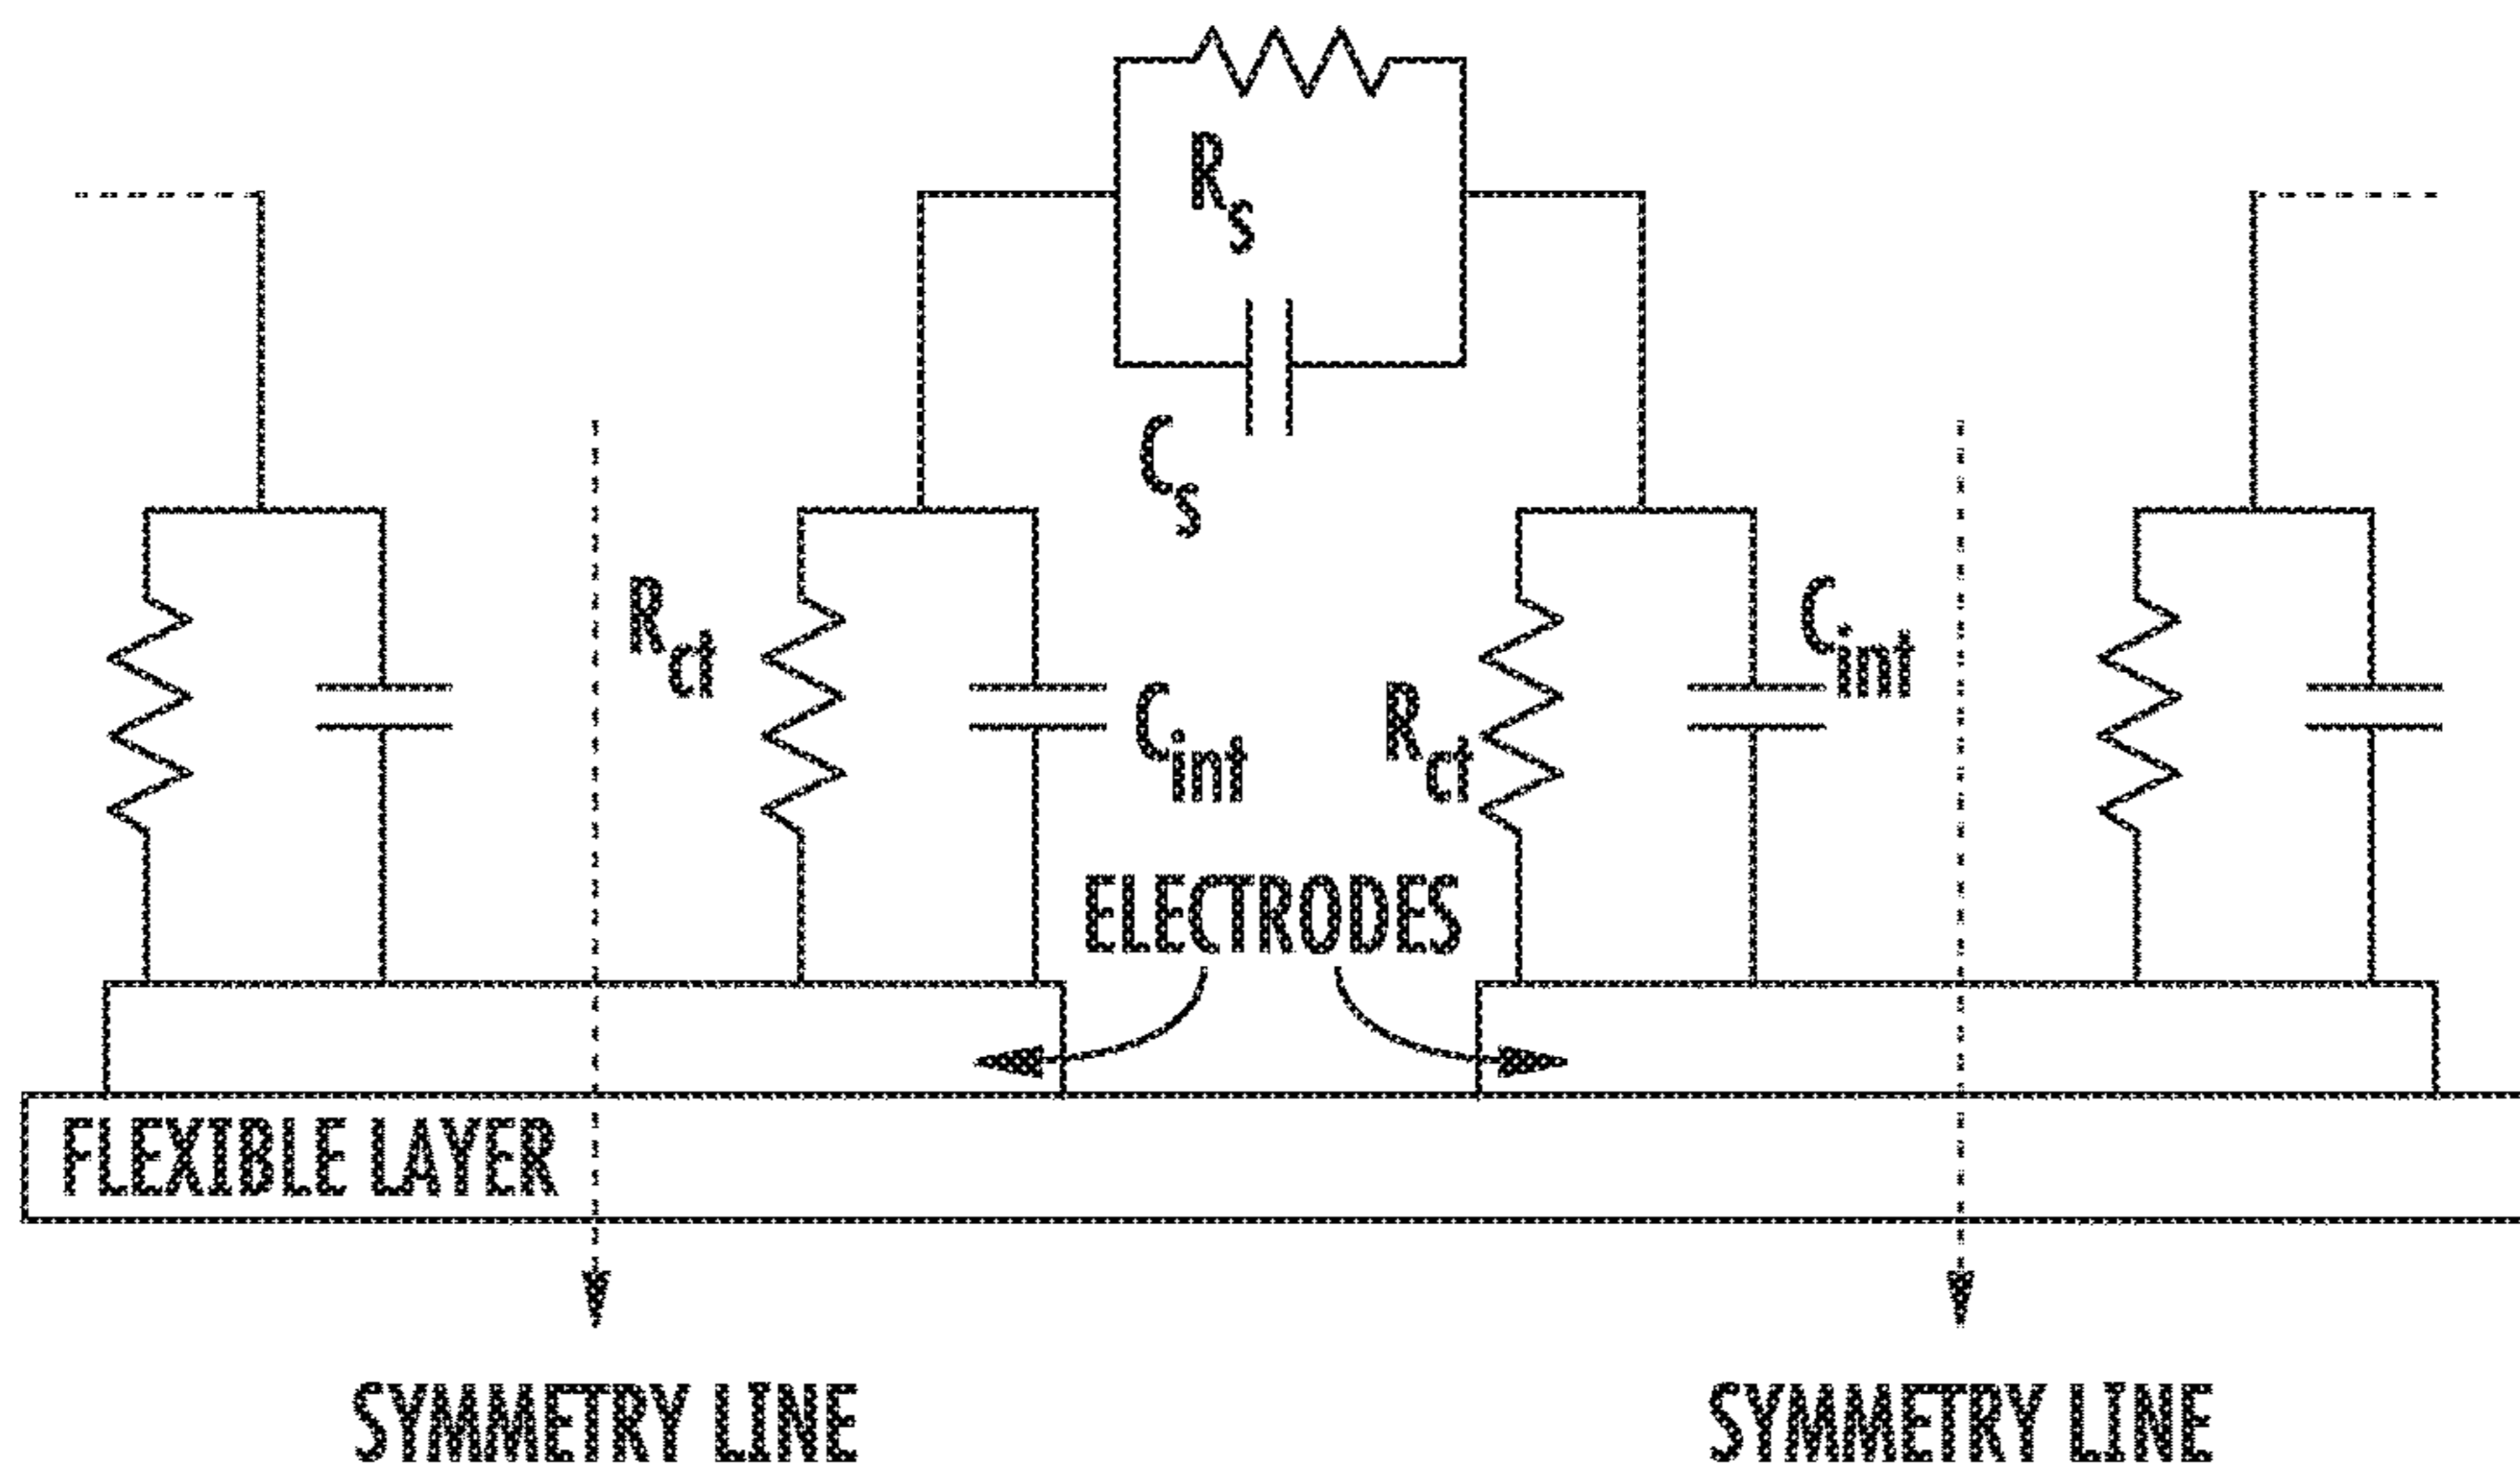 Rs
Cs
Rct
Cint
Cint
Rct
ELECTRODES
FLEXIBLE LAYER
SYMMETRY LINE
SYMMETRY LINE